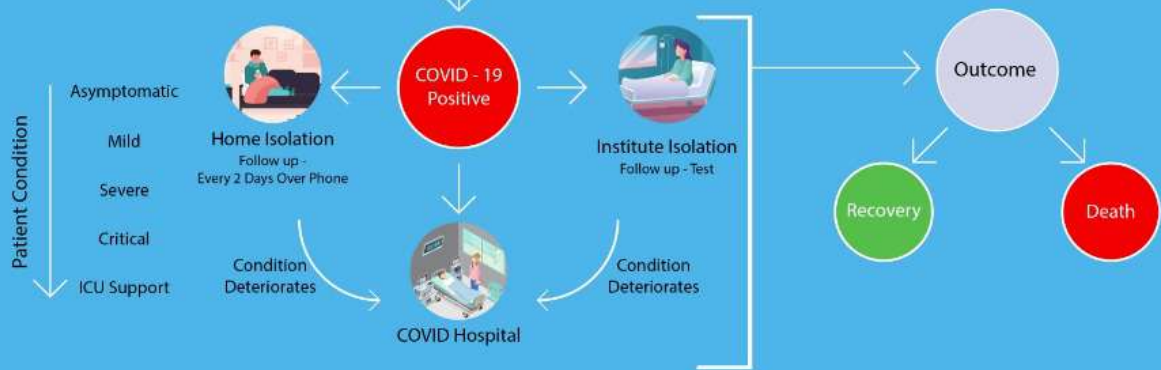 Patient Condition
Asymptomatic
Mild
Severe
Critical
ICU Support
Home Isolation
Follow up -
Every 2 Days Over Phone
COVID - 19
Positive
Institute Isolation
Follow up - Test
Condition
Deteriorates
Condition
Deteriorates
COVID Hospital
Outcome
Recovery
Death